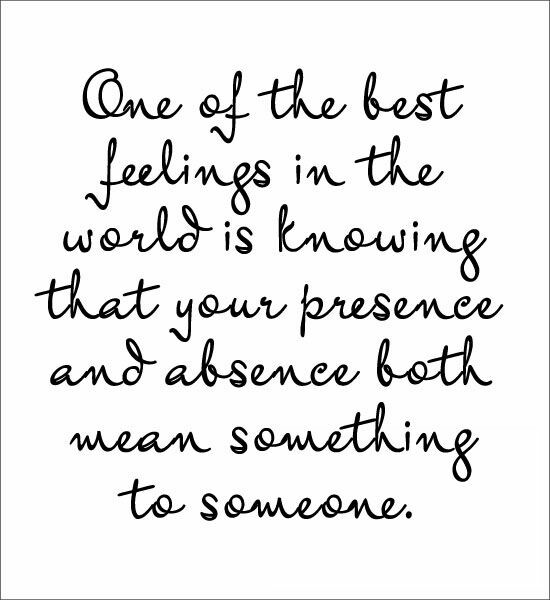 One of the best
feelings in the
world is knowing
that your presence
and absence both
mean something
to someone.